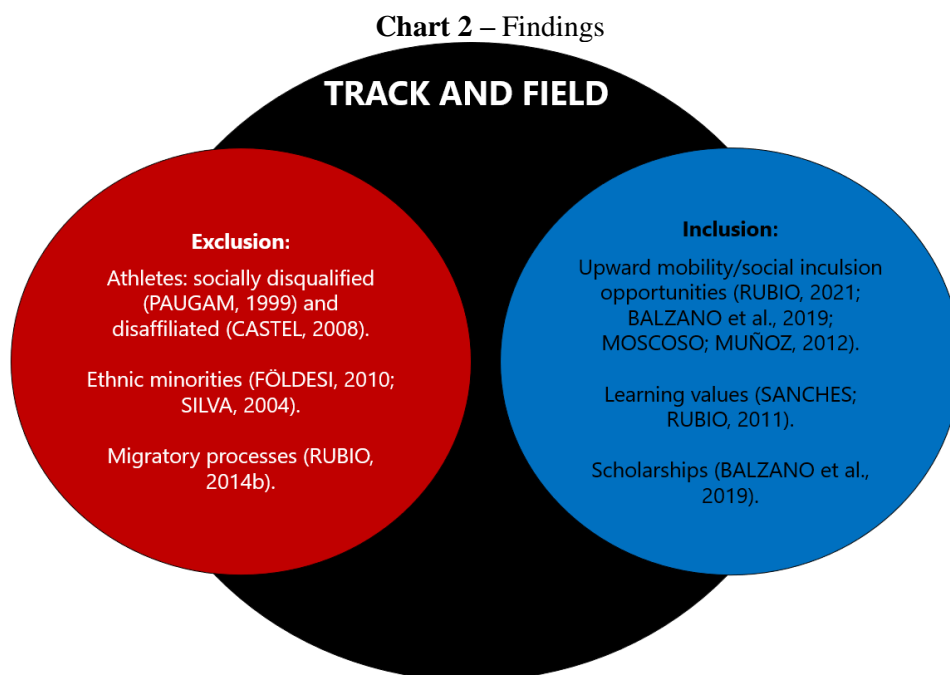 Chart 2 – Findings
TRACK AND FIELD
Exclusion:
Athletes: socially disqualified
(PAUGAM, 1999) and
disaffiliated (CASTEL, 2008).
Ethnic minorities (FÖLDESI, 2010;
SILVA, 2004).
Migratory processes (RUBIO,
2014b).
Inclusion:
Upward mobility/social inculsion
opportunities (RUBIO, 2021;
BALZANO et al., 2019;
MOSCOSO; MUÑOZ, 2012).
Learning values (SANCHES;
RUBIO, 2011).
Scholarships (BALZANO et al.,
2019).